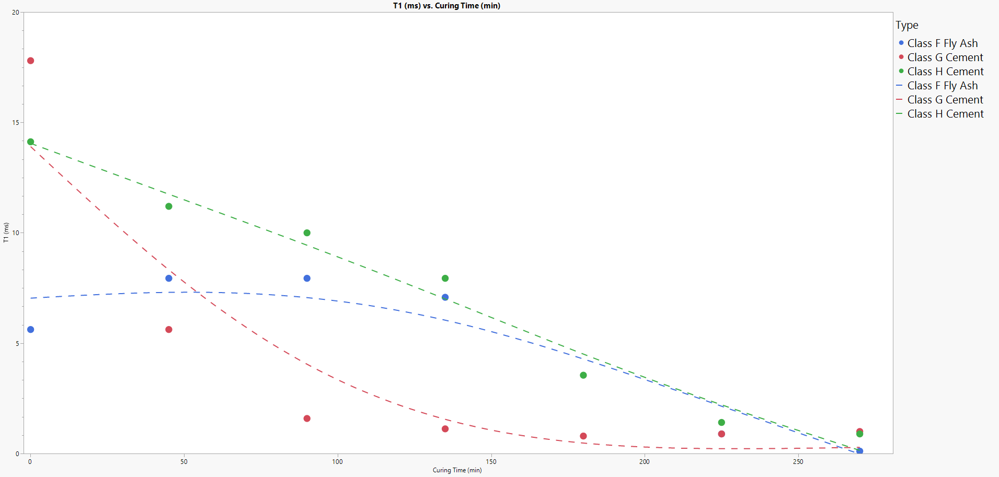 T1 (ms) vs. Curing Time (min)
20
15
10
5
0
T1 (ms)
0 50 100 150 200 250
Curing Time (min)
Type
Class F Fly Ash
Class G Cement
Class H Cement
Class F Fly Ash
Class G Cement
Class H Cement